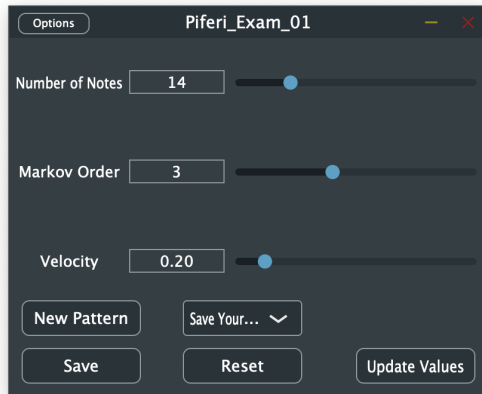 Options
Piferi_Exam_01
Number of Notes 14
Markov Order 3
Velocity 0.20
New Pattern
Save Your...
Save
Reset
Update Values